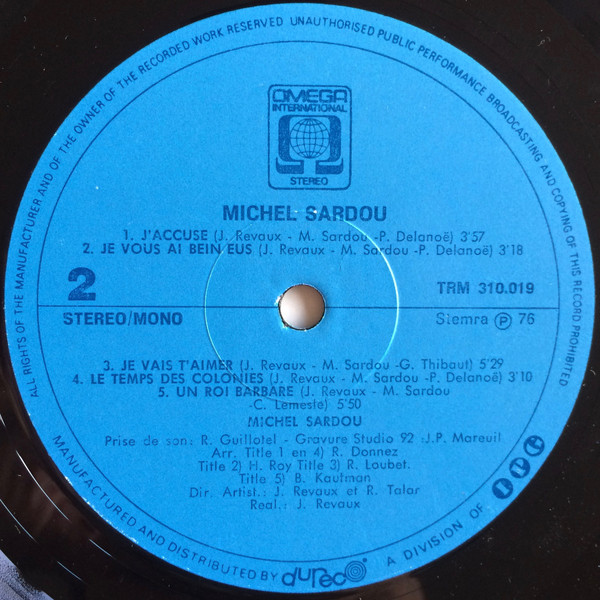 ALL RIGHTS OF THE MANUFACTURER AND OF THE OWNER OF THE RECORDED WORK RESERVED UNAUTHORISED PUBLIC PERFORMANCE BROADCASTING AND COPYING OF THIS RECORD PROHIBITED
OMEGA
INTERNATIONAL
STEREO
MICHEL SARDOU
1. J'ACCUSE (J. Revaux - M. Sardou -P. Delanoë) 3'57
2. JE VOUS AI BEIN EUS (J. Revaux - M. Sardou -P. Delanoë) 3'18
2
TRM 310.019
STEREO/MONO
Stemra ℗ 76
3. JE VAIS T'AIMER (J. Revaux - M. Sardou -G. Thibaut) 5'29
4. LE TEMPS DES COLONIES (J. Revaux - M. Sardou -P. Delanoë) 3'10
5. UN ROI BARBARE (J. Revaux - M. Sardou
-C. Lemesle) 5'50
MICHEL SARDOU
Prise de son: R. Guillotel - Gravure Studio 92 :J.P. Mareuil
Arr. Title 1 en 4) R. Donnez
Title 2) H. Roy Title 3) R. Loubet.
Title 5) B. Kaufman
Dir. Artist.: J. Revaux et R. Talar
Real.: J. Revaux
MANUFACTURED AND DISTRIBUTED BY dureco A DIVISION OF